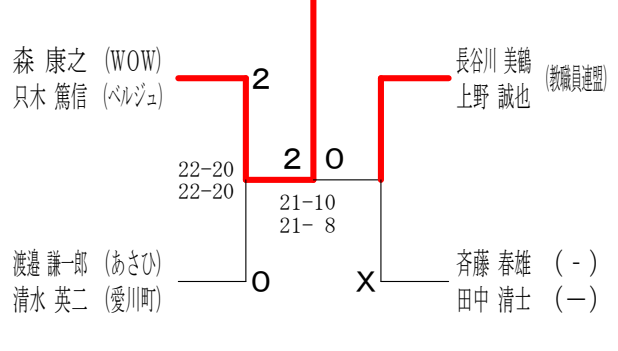 森 康之 (WOW)
只木 篤信 (ベルジュ)
2
長谷川 美鶴
上野 誠也
(教職員連盟)
22-20
22-20
2 0
21-10
21- 8
渡邉 謙一郎 (あさひ)
清水 英二 (愛川町)
0
X
斉藤 春雄 ( - )
田中 清士 (ー)